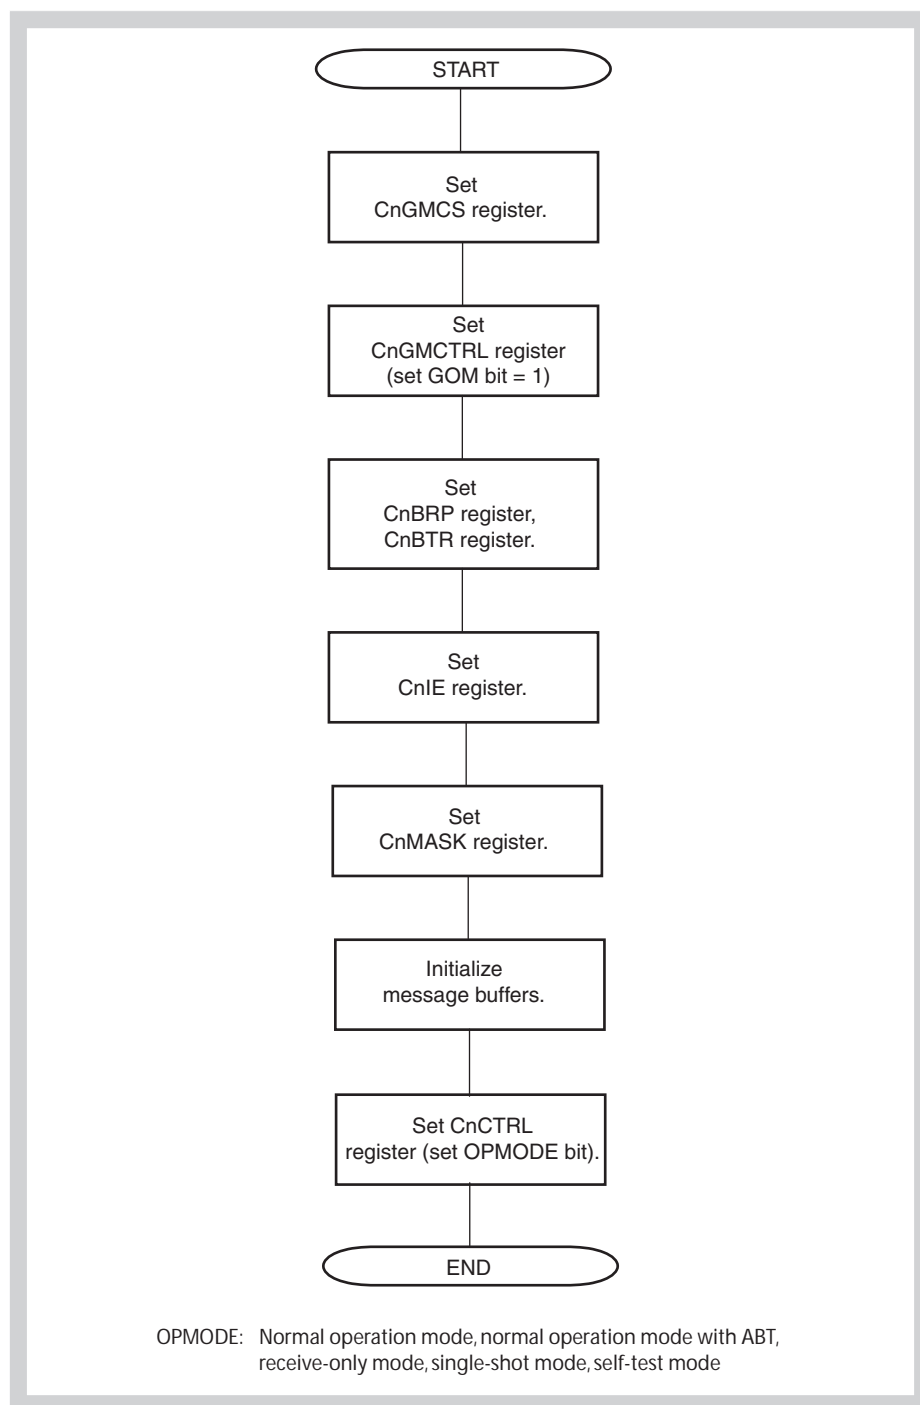 START
Set
CnGMCS register.
Set
CnGMCTRL register
(set GOM bit = 1)
Set
CnBRP register,
CnBTR register.
Set
CnIE register.
Set
CnMASK register.
Initialize
message buffers.
Set CnCTRL
register (set OPMODE bit).
END
OPMODE: Normal operation mode, normal operation mode with ABT,
receive-only mode, single-shot mode, self-test mode